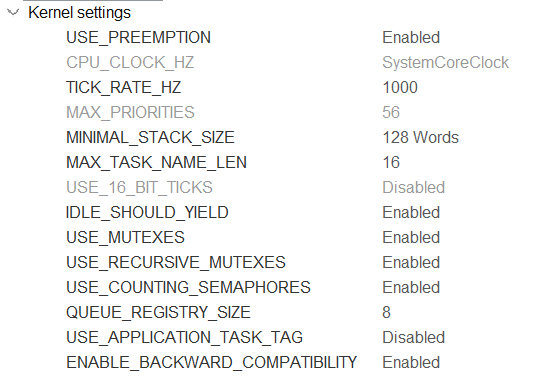 Kernel settings
USE_PREEMPTION Enabled
CPU_CLOCK_HZ SystemCoreClock
TICK_RATE_HZ 1000
MAX_PRIORITIES 56
MINIMAL_STACK_SIZE 128 Words
MAX_TASK_NAME_LEN 16
USE_16_BIT_TICKS Disabled
IDLE_SHOULD_YIELD Enabled
USE_MUTEXES Enabled
USE_RECURSIVE_MUTEXES Enabled
USE_COUNTING_SEMAPHORES Enabled
QUEUE_REGISTRY_SIZE 8
USE_APPLICATION_TASK_TAG Disabled
ENABLE_BACKWARD_COMPATIBILITY Enabled